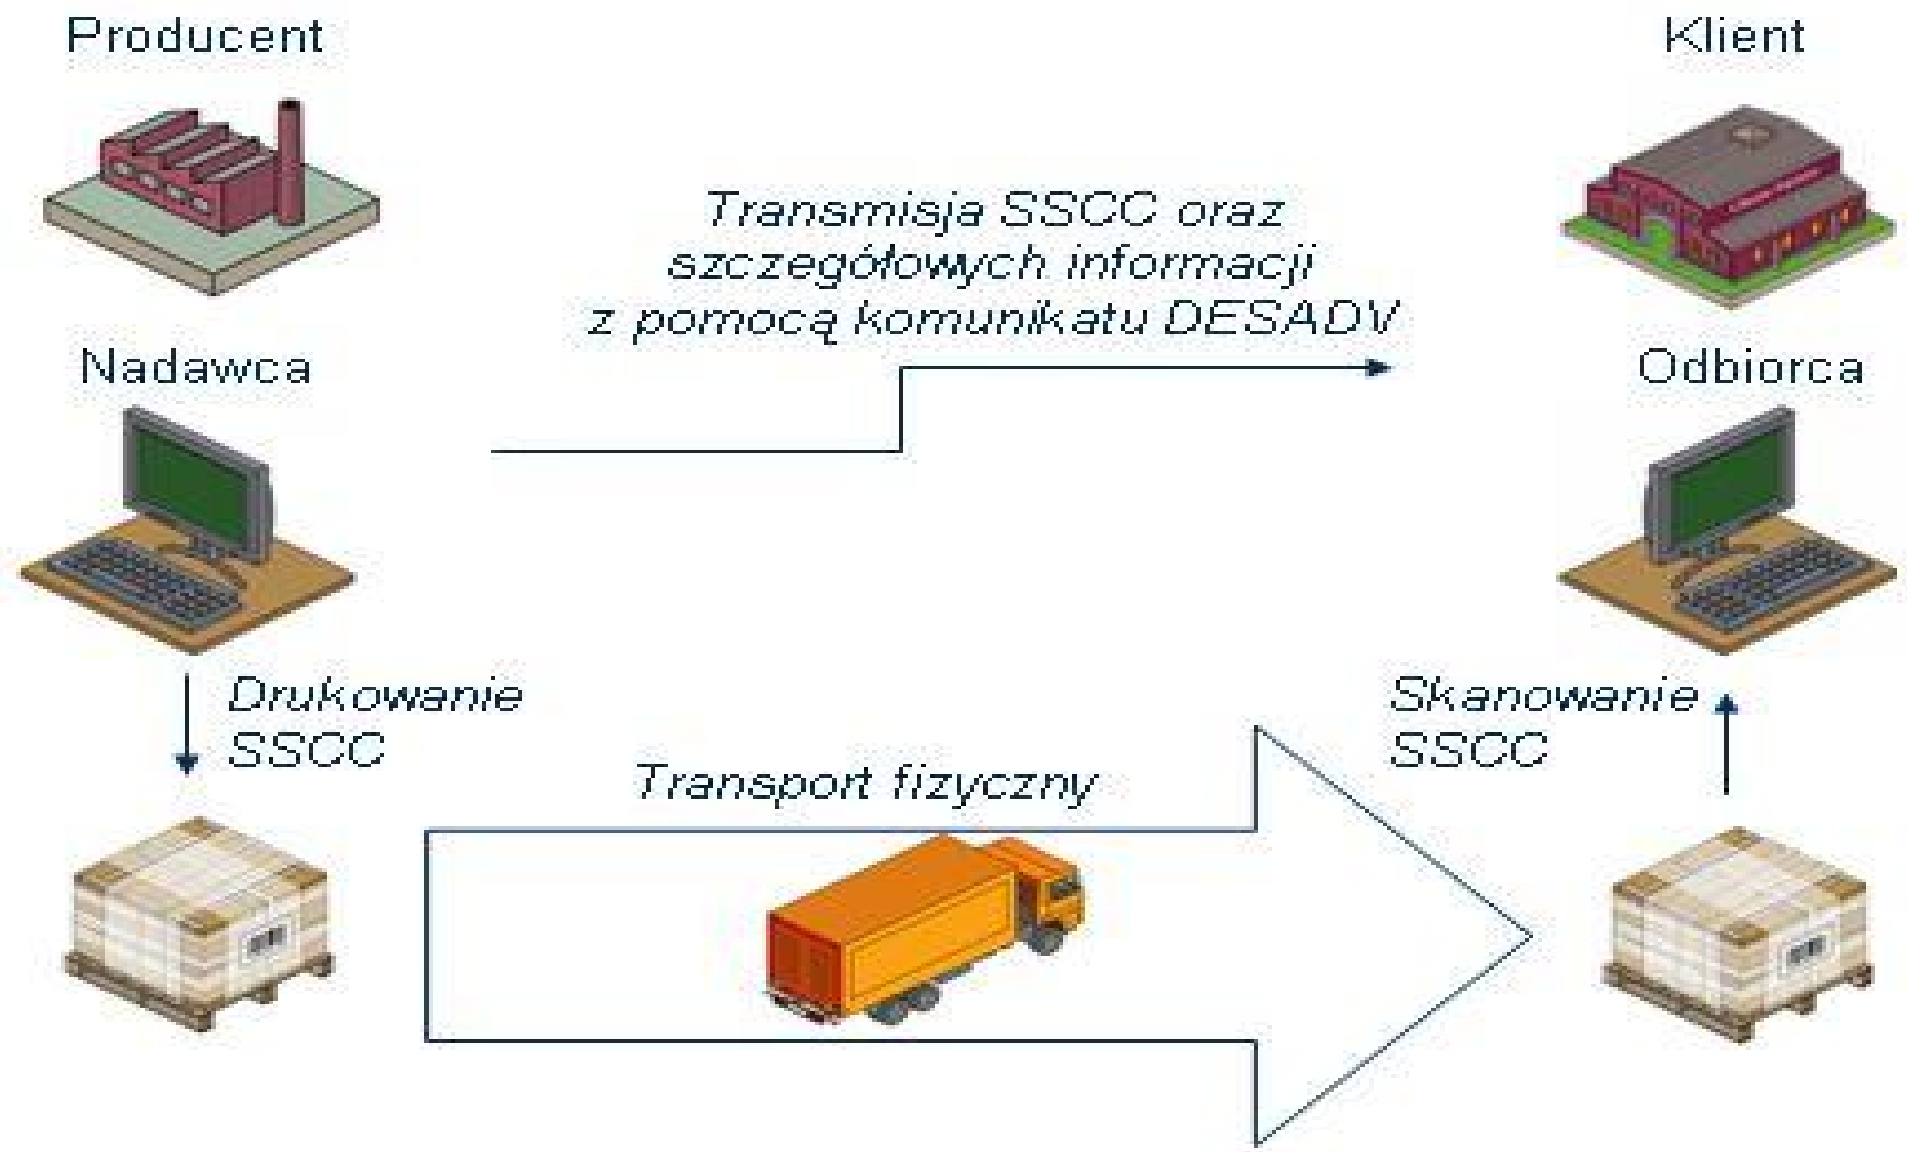 Producent
Klient
Transmisja SSCC oraz
szczegółowych informacji
z pomocą komunikatu DESADV
Nadawca
Odbiorca
Drukowanie
SSCC
Skanowanie
SSCC
Transport fizyczny